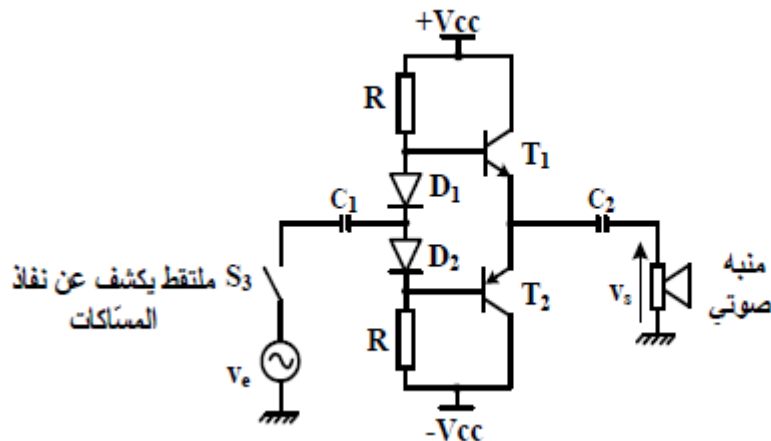 +Vcc
R
T₁
D₁
C₁
C₂
D₂
S₃
ملتقط يكشف عن نفاذ
المسّاكات
منبه
صوتي
vₛ
T₂
R
vₑ
-Vcc